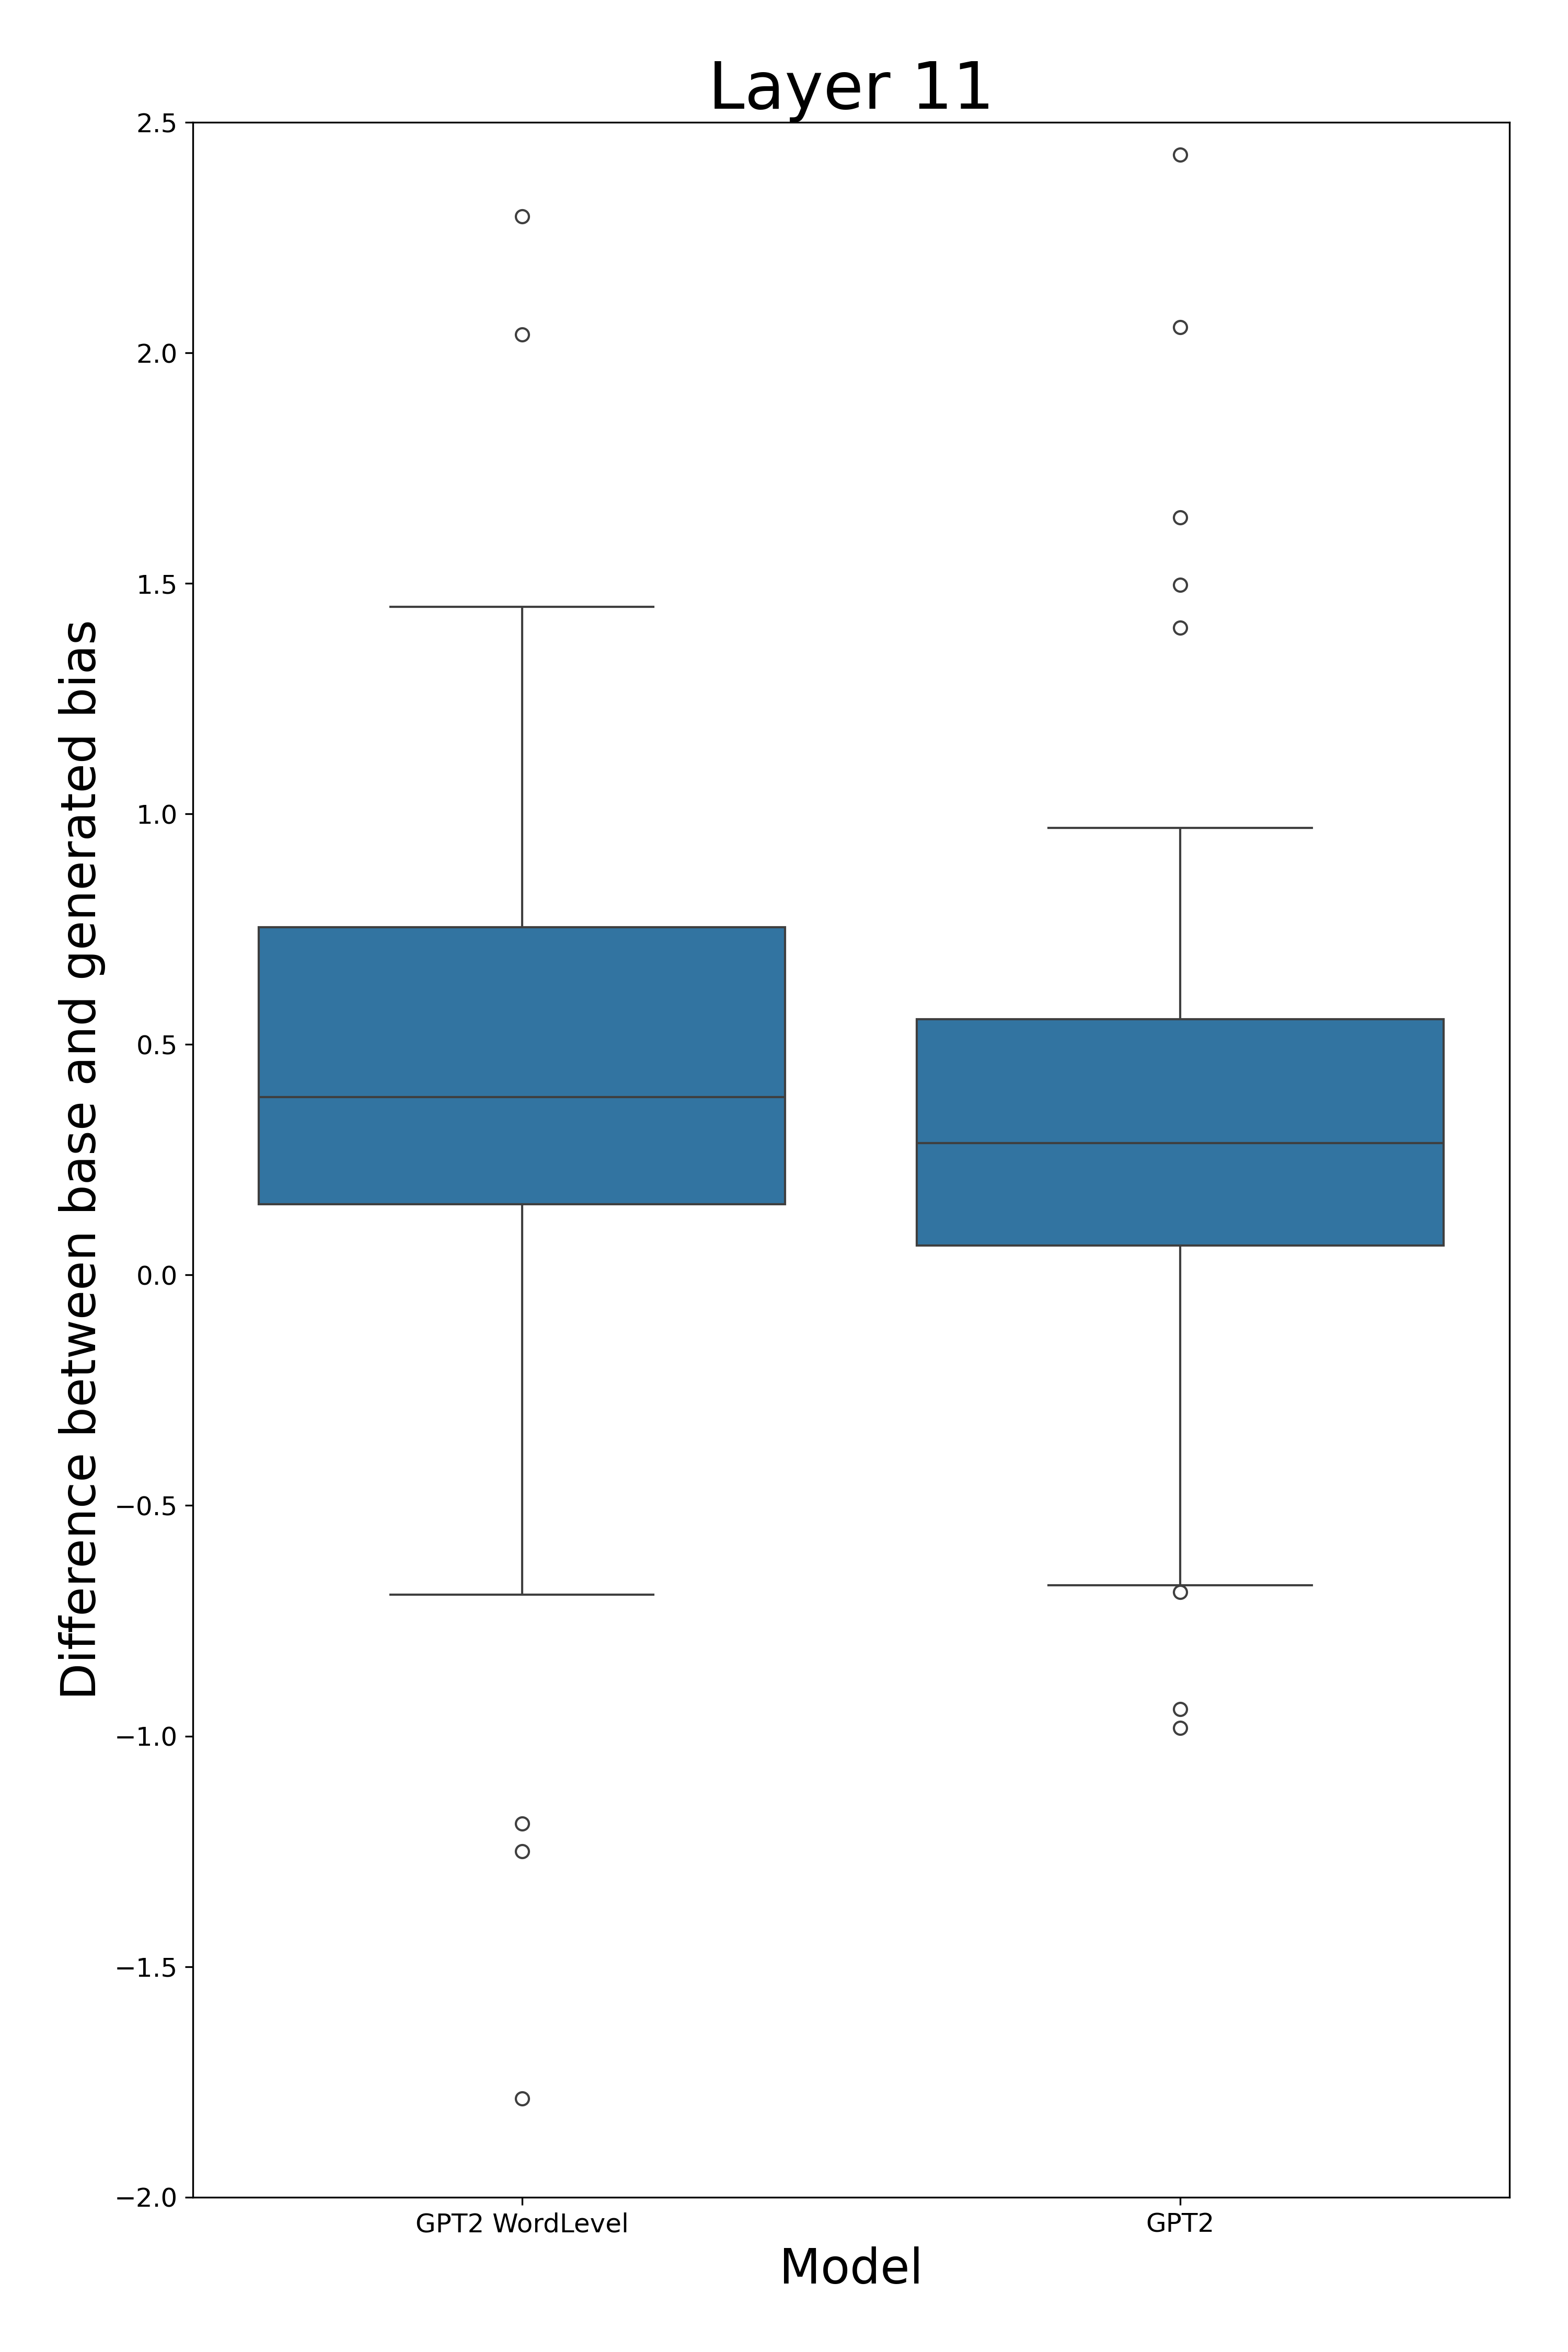 Layer 11
Difference between base and generated bias
2.5
2.0
1.5
1.0
0.5
0.0
−0.5
−1.0
−1.5
−2.0
GPT2 WordLevel
GPT2
Model